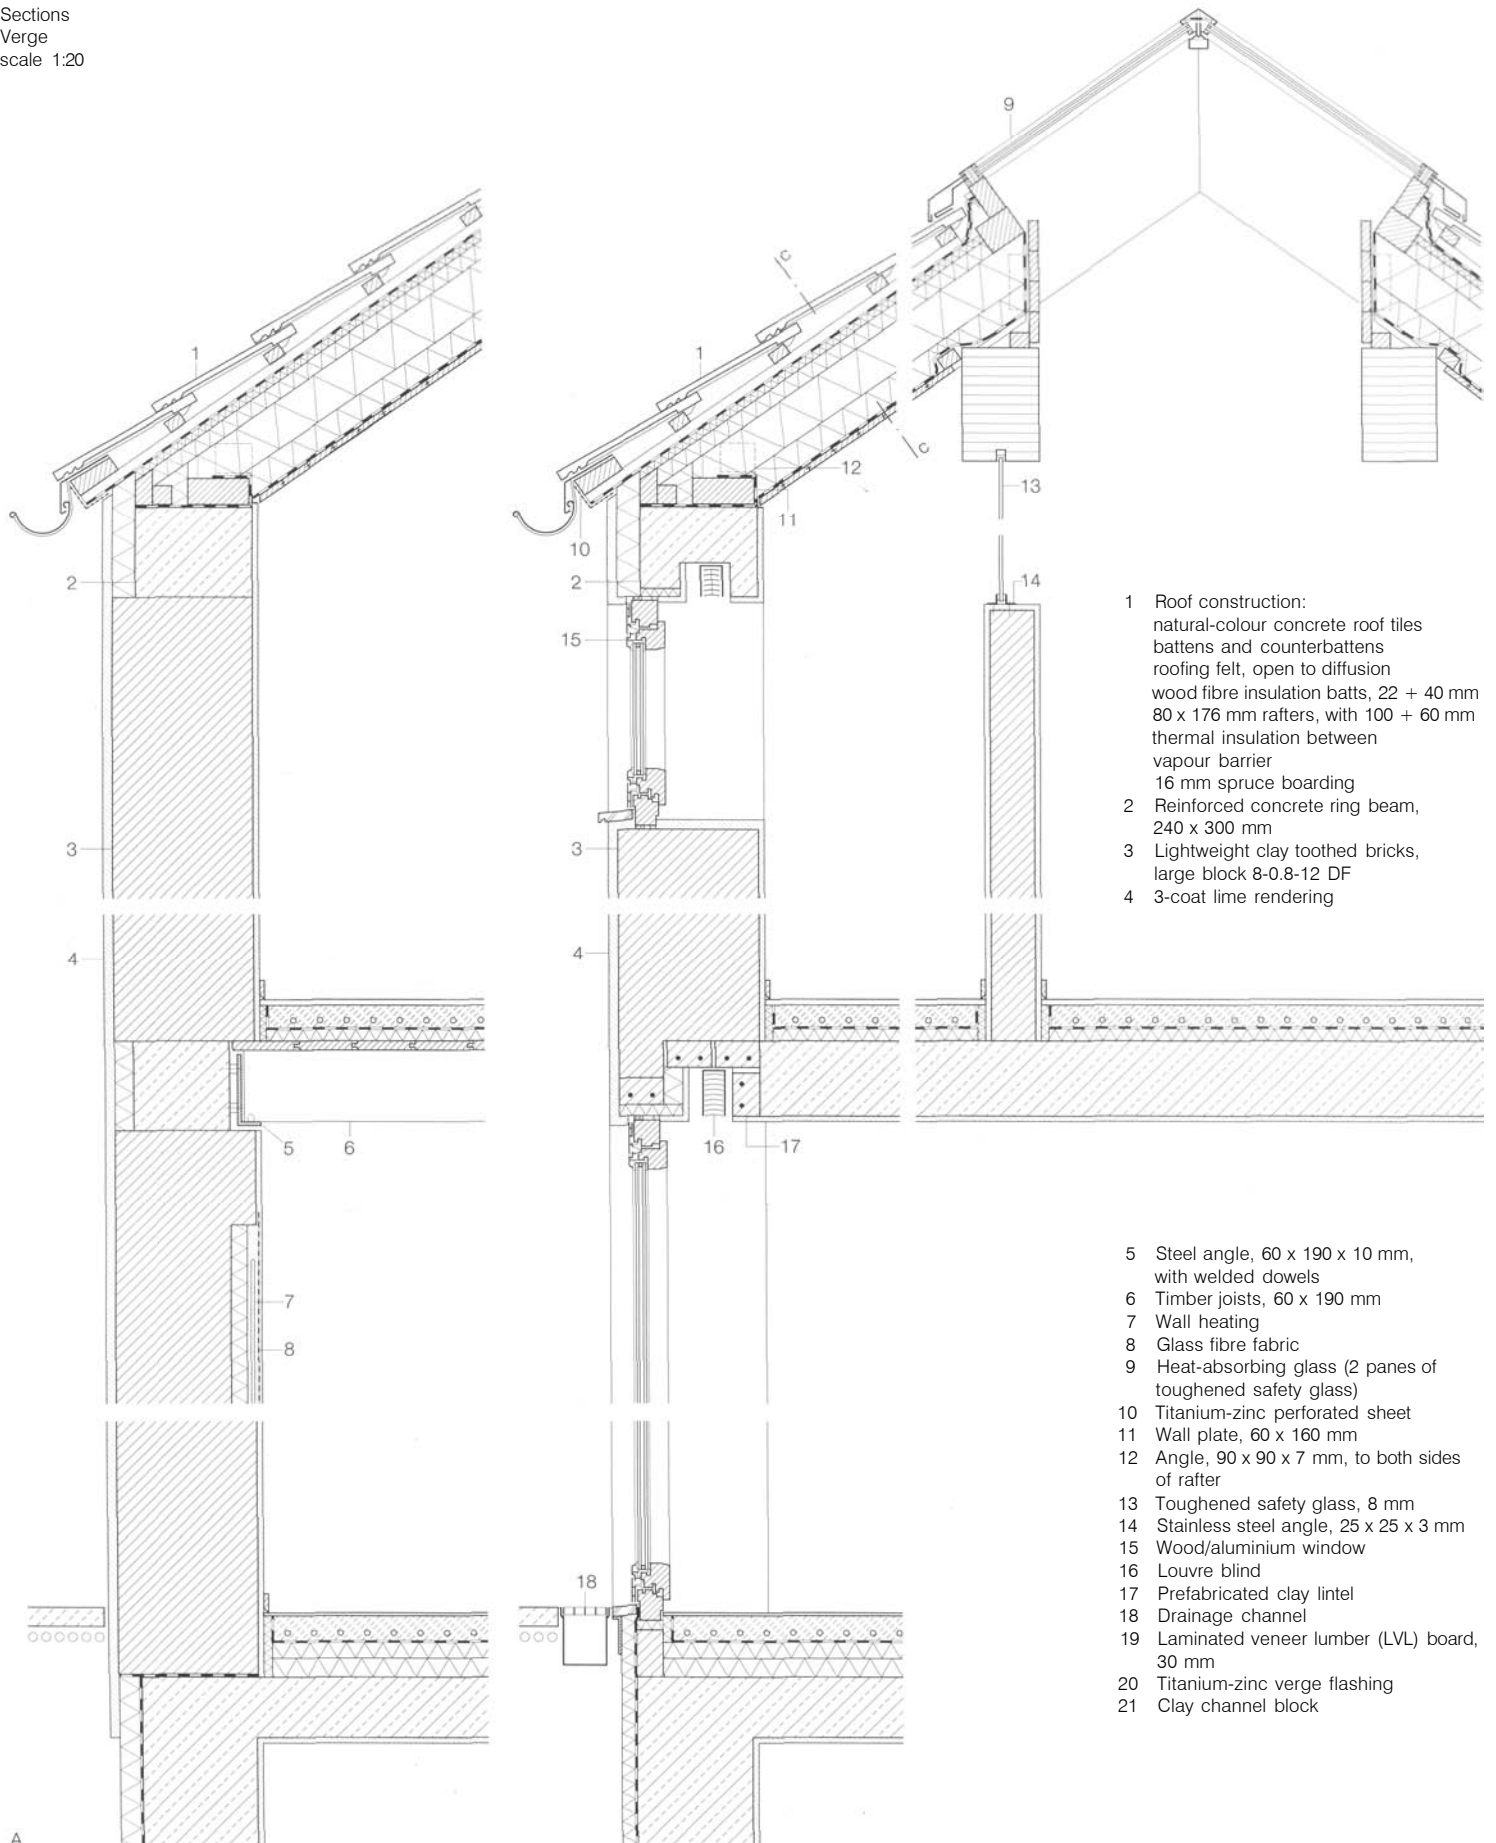 Sections
Verge
scale 1:20
9
c
1
1
c
12
13
11
10
2
2
14
15
3
3
4
4
5
6
16
17
7
8
18
A
1 Roof construction:
natural-colour concrete roof tiles
battens and counterbattens
roofing felt, open to diffusion
wood fibre insulation batts, 22 + 40 mm
80 x 176 mm rafters, with 100 + 60 mm
thermal insulation between
vapour barrier
16 mm spruce boarding
2 Reinforced concrete ring beam,
240 x 300 mm
3 Lightweight clay toothed bricks,
large block 8-0.8-12 DF
4 3-coat lime rendering
5 Steel angle, 60 x 190 x 10 mm,
with welded dowels
6 Timber joists, 60 x 190 mm
7 Wall heating
8 Glass fibre fabric
9 Heat-absorbing glass (2 panes of
toughened safety glass)
10 Titanium-zinc perforated sheet
11 Wall plate, 60 x 160 mm
12 Angle, 90 x 90 x 7 mm, to both sides
of rafter
13 Toughened safety glass, 8 mm
14 Stainless steel angle, 25 x 25 x 3 mm
15 Wood/aluminium window
16 Louvre blind
17 Prefabricated clay lintel
18 Drainage channel
19 Laminated veneer lumber (LVL) board,
30 mm
20 Titanium-zinc verge flashing
21 Clay channel block